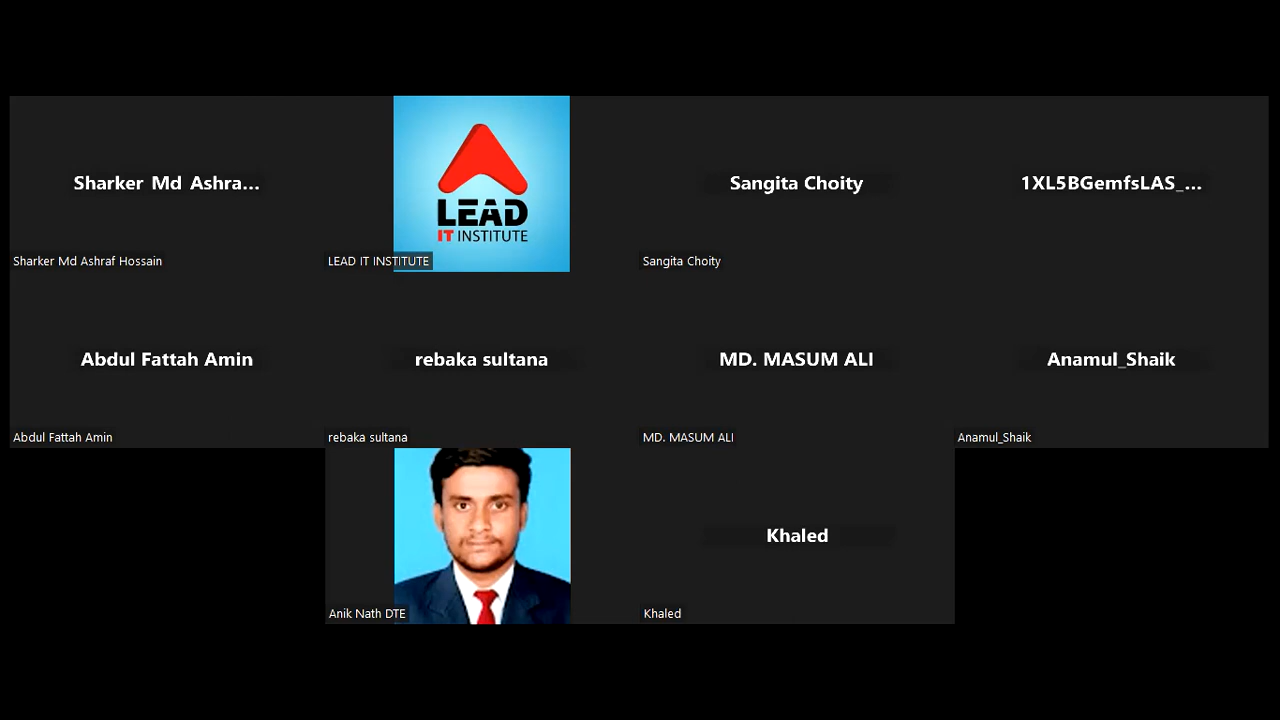 Sharker Md Ashra...
Sharker Md Ashraf Hossain
LEAD
IT INSTITUTE
LEAD IT INSTITUTE
Sangita Choity
Sangita Choity
1XL5BGemfsLAS_...
Abdul Fattah Amin
Abdul Fattah Amin
rebaka sultana
rebaka sultana
MD. MASUM ALI
MD. MASUM ALI
Anamul_Shaik
Anamul_Shaik
Anik Nath DTE
Khaled
Khaled